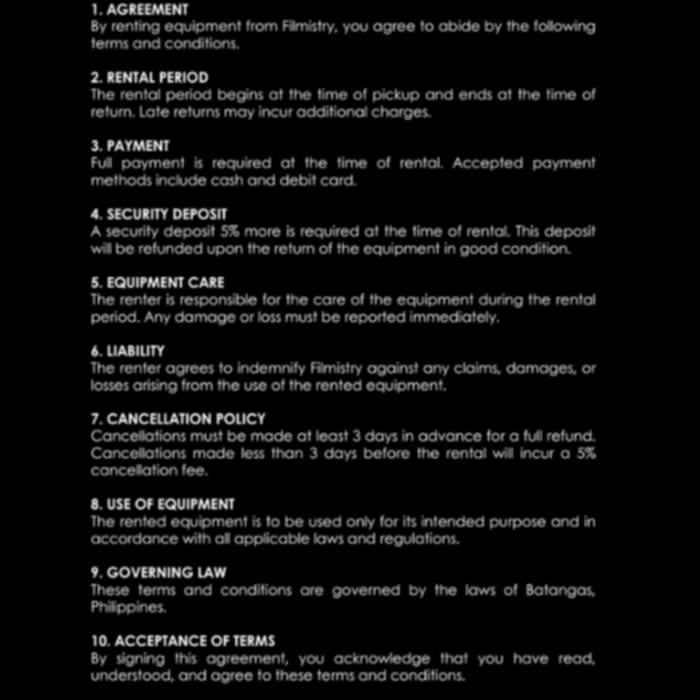 1. AGREEMENT
By renting equipment from Filmistry, you agree to abide by the following
terms and conditions.
2. RENTAL PERIOD
The rental period begins at the time of pickup and ends at the time of
return. Late returns may incur additional charges.
3. PAYMENT
Full payment is required at the time of rental. Accepted payment
methods include cash and debit card.
4. SECURITY DEPOSIT
A security deposit 5% more is required at the time of rental. This deposit
will be refunded upon the return of the equipment in good condition.
5. EQUIPMENT CARE
The renter is responsible for the care of the equipment during the rental
period. Any damage or loss must be reported immediately.
6. LIABILITY
The renter agrees to indemnify Filmistry against any claims, damages, or
losses arising from the use of the rented equipment.
7. CANCELLATION POLICY
Cancellations must be made at least 3 days in advance for a full refund.
Cancellations made less than 3 days before the rental will incur a 5%
cancellation fee.
8. USE OF EQUIPMENT
The rented equipment is to be used only for its intended purpose and in
accordance with all applicable laws and regulations.
9. GOVERNING LAW
These terms and conditions are governed by the laws of Batangas,
Philippines.
10. ACCEPTANCE OF TERMS
By signing this agreement, you acknowledge that you have read,
understood, and agree to these terms and conditions.